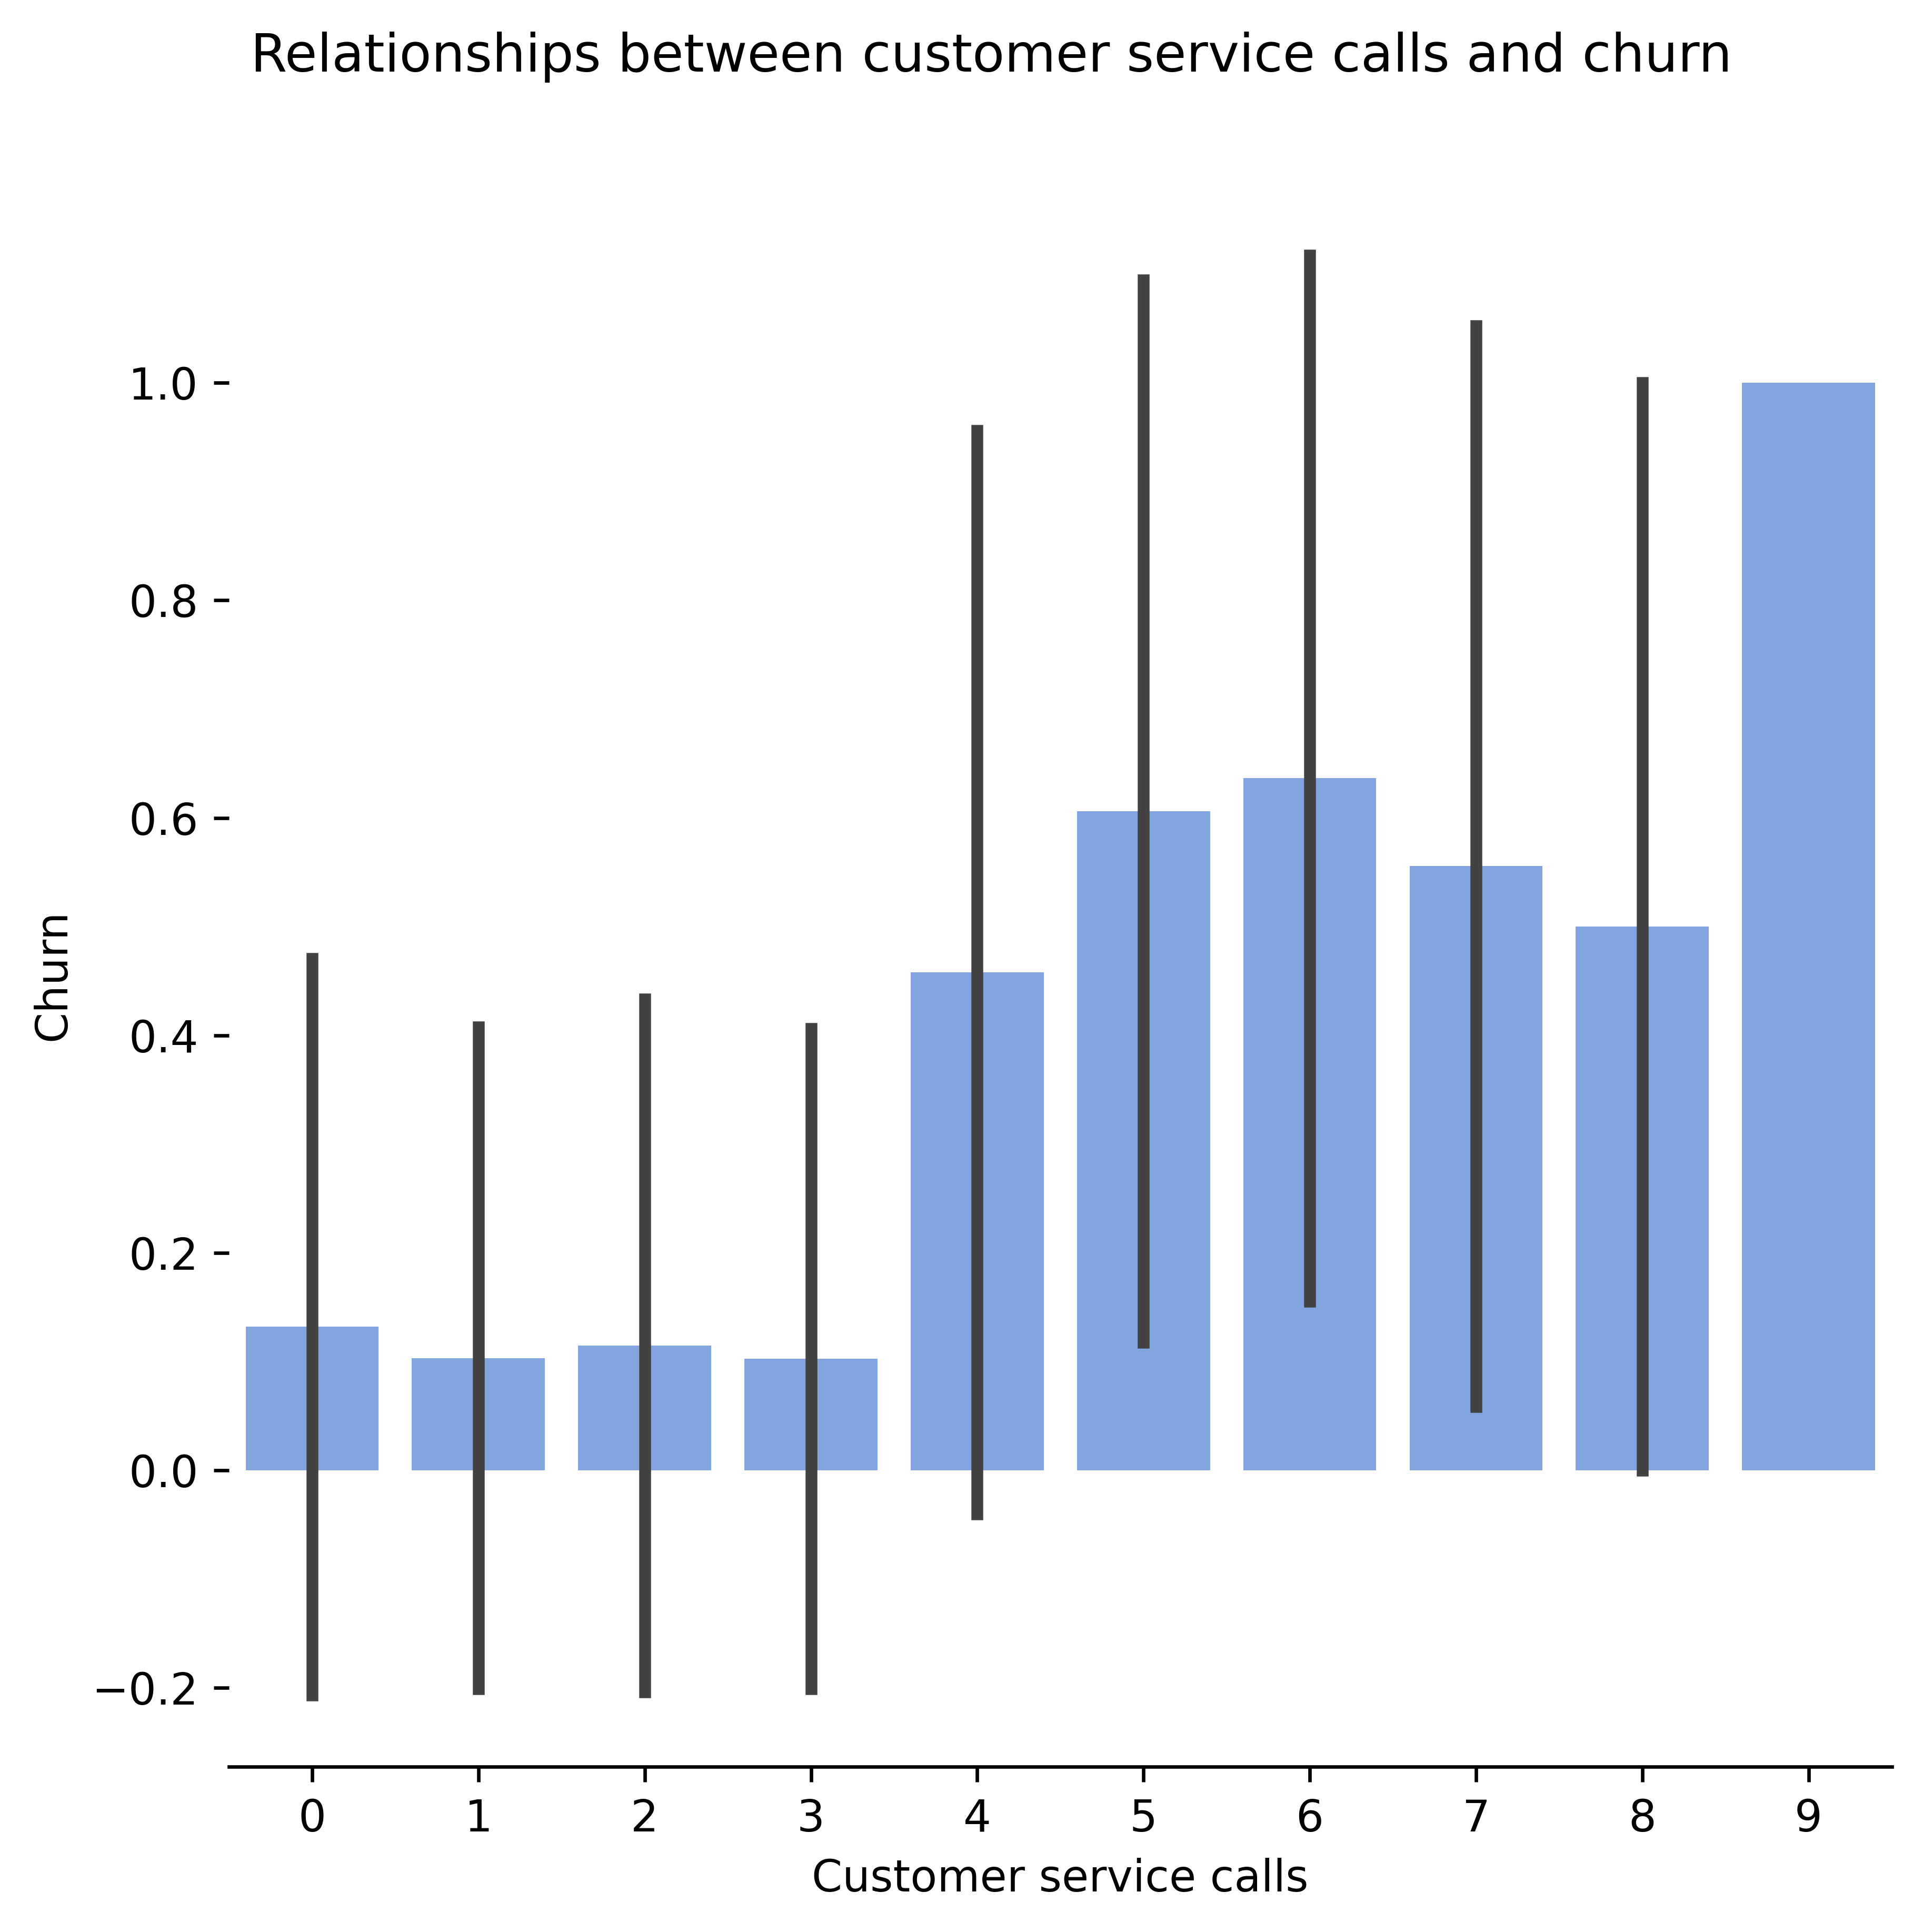 Relationships between customer service calls and churn
1.0
0.8
0.6
0.4
0.2
0.0
−0.2
Churn
0 1 2 3 4 5 6 7 8 9
Customer service calls